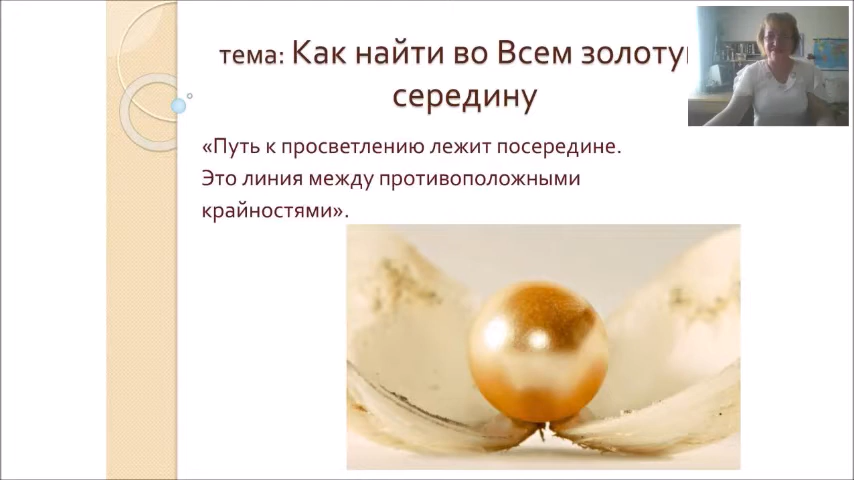 тема: Как найти во Всем
середину
«Путь к просветлению лежит посередине.
Это линия между противоположными
крайностями».